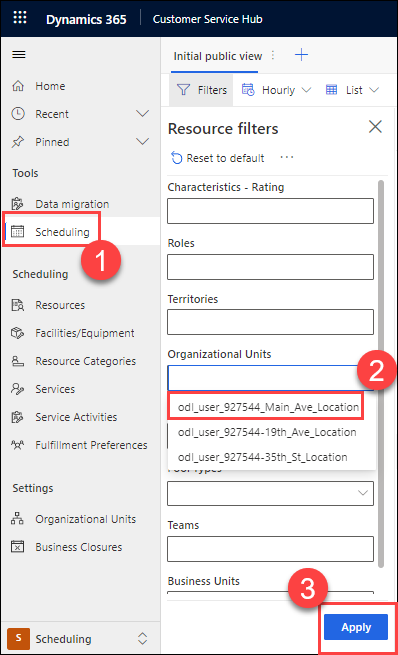 Dynamics 365 Customer Service Hub
Home
Recent
Pinned
Tools
Data migration
Scheduling
1
Scheduling
Resources
Facilities/Equipment
Resource Categories
Services
Service Activities
Fulfillment Preferences
Settings
Organizational Units
Business Closures
S Scheduling
Initial public view
Filters Hourly List
Resource filters
Reset to default
Characteristics - Rating
Roles
Territories
Organizational Units
2
odl_user_927544_Main_Ave_Location
odl_user_927544-19th_Ave_Location
odl_user_927544-35th_St_Location
Pool Types
Teams
Business Units
3
Apply